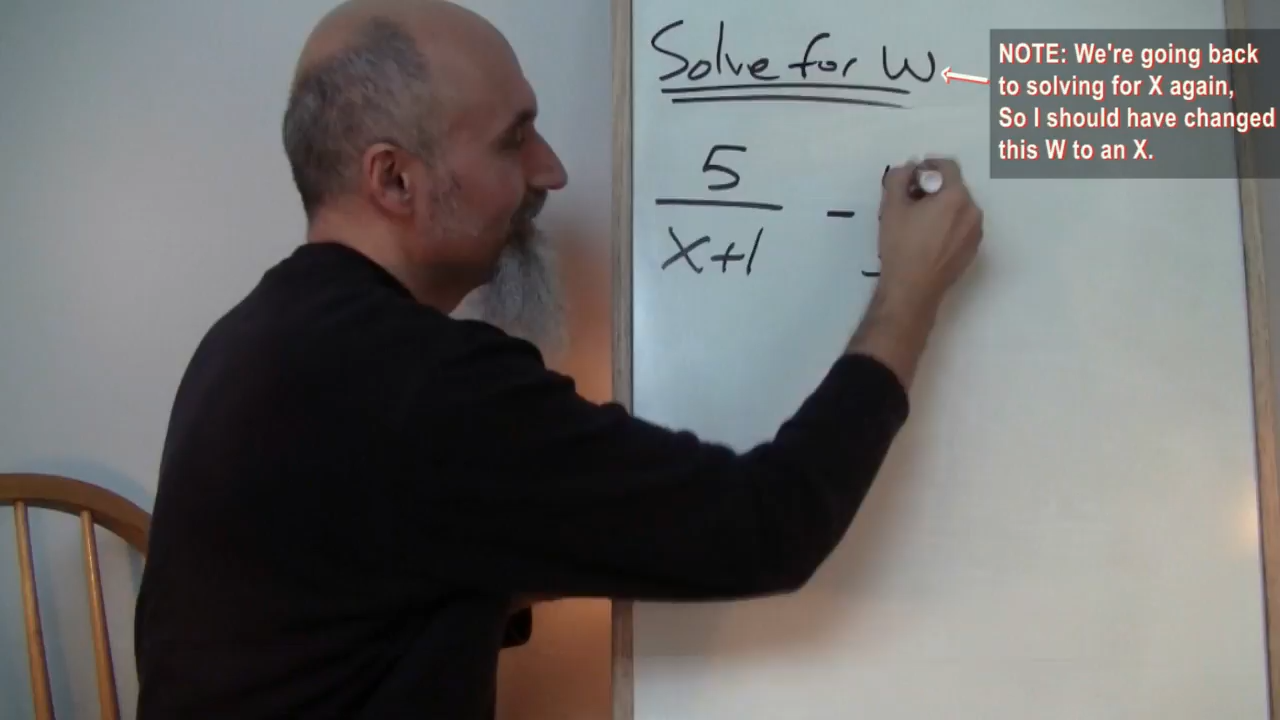 Solve for W
NOTE: We're going back
to solving for X again,
So I should have changed
this W to an X.
5
-
x+1